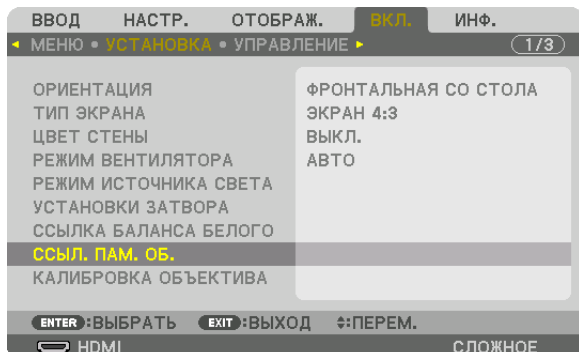 ВВОД НАСТР. ОТОБРАЖ. ВКЛ. ИНФ.
МЕНЮ • УСТАНОВКА • УПРАВЛЕНИЕ 1/3
ОРИЕНТАЦИЯ ФРОНТАЛЬНАЯ СО СТОЛА
ТИП ЭКРАНА ЭКРАН 4:3
ЦВЕТ СТЕНЫ ВЫКЛ.
РЕЖИМ ВЕНТИЛЯТОРА АВТО
РЕЖИМ ИСТОЧНИКА СВЕТА
УСТАНОВКИ ЗАТВОРА
ССЫЛКА БАЛАНСА БЕЛОГО
ССЫЛ. ПАМ. ОБ.
КАЛИБРОВКА ОБЪЕКТИВА
ENTER:ВЫБРАТЬ EXIT:ВЫХОД :ПЕРЕМ.
HDMI СЛОЖНОЕ